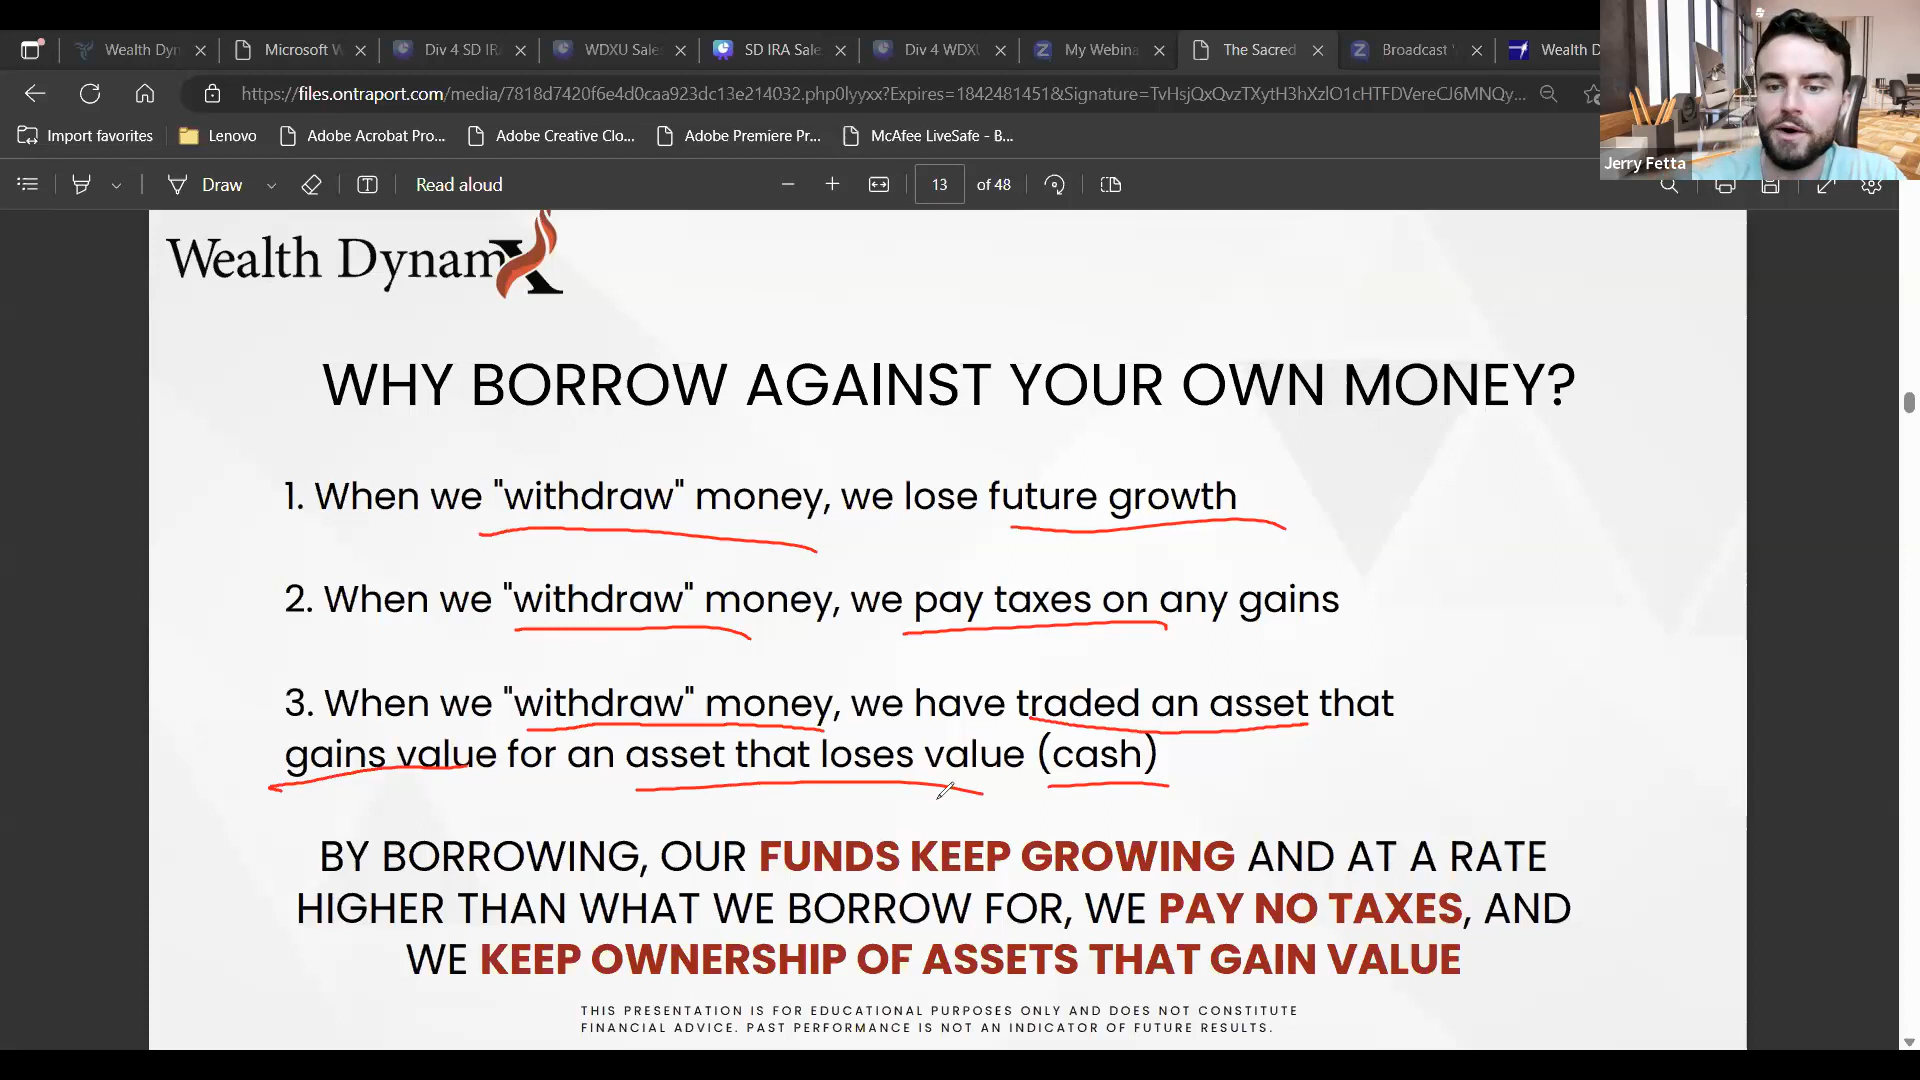 Wealth Dyn
Microsoft W
Div 4 SD IR
WDXU Sale
SD IRA Sale
Div 4 WDX
My Webina
The Sacred
Broadcast
Wealth D
https://files.ontraport.com/media/7818d7420f6e4d0caa923dc13e214032.php0lyyxx?Expires=1842481451&Signature=TvHsjQxQvzTXytH3hXzlO1cHTFDVereCJ6MNQy...
Import favorites
Lenovo
Adobe Acrobat Pro...
Adobe Creative Clo...
Adobe Premiere Pr...
McAfee LiveSafe - B...
Jerry Fetta
Draw
Read aloud
13 of 48
Wealth DynamX
WHY BORROW AGAINST YOUR OWN MONEY?
1. When we "withdraw" money, we lose future growth
2. When we "withdraw" money, we pay taxes on any gains
3. When we "withdraw" money, we have traded an asset that
gains value for an asset that loses value (cash)
BY BORROWING, OUR FUNDS KEEP GROWING AND AT A RATE
HIGHER THAN WHAT WE BORROW FOR, WE PAY NO TAXES, AND
WE KEEP OWNERSHIP OF ASSETS THAT GAIN VALUE
THIS PRESENTATION IS FOR EDUCATIONAL PURPOSES ONLY AND DOES NOT CONSTITUTE
FINANCIAL ADVICE. PAST PERFORMANCE IS NOT AN INDICATOR OF FUTURE RESULTS.